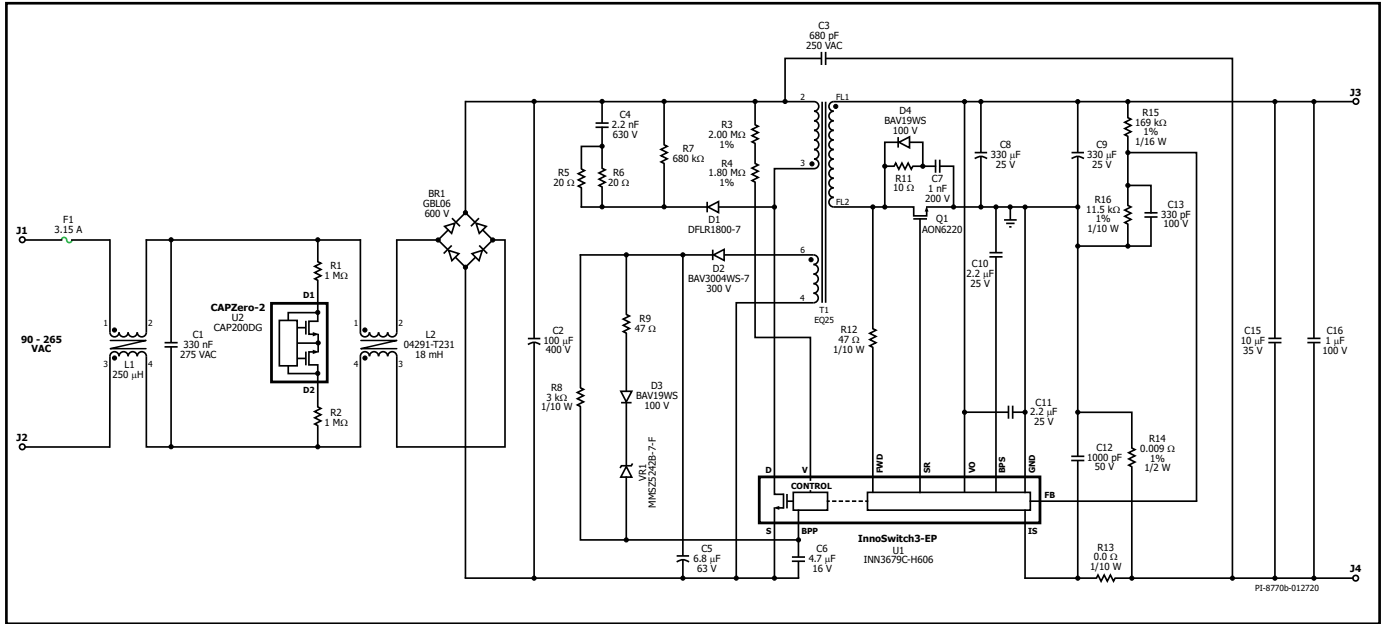 C3
680 pF
250 VAC
J3
2
FL1
C4
2.2 nF
630 V
R3
2.00 MΩ
1%
D4
BAV19WS
100 V
R15
169 kΩ
1%
1/16 W
C8
330 µF
25 V
C9
330 µF
25 V
R7
680 kΩ
R4
1.80 MΩ
1%
3
R5
20 Ω
R6
20 Ω
R11
10 Ω
C7
1 nF
200 V
BR1
GBL06
600 V
FL2
R16
11.5 kΩ
1%
1/10 W
C13
330 pF
100 V
D1
DFLR1800-7
Q1
AON6220
F1
3.15 A
J1
6
D2
BAV3004WS-7
300 V
C10
2.2 µF
25 V
R1
1 MΩ
D1
4
T1
EQ25
CAPZero-2
U2
CAP200DG
R9
47 Ω
R12
47 Ω
1/10 W
1
2
1
2
90 - 265
VAC
C1
330 nF
275 VAC
L2
04291-T231
18 mH
C2
100 µF
400 V
C15
10 µF
35 V
C16
1 µF
100 V
3
4
L1
250 µH
4
3
D2
R8
3 kΩ
1/10 W
D3
BAV19WS
100 V
R2
1 MΩ
C11
2.2 µF
25 V
J2
VR1
MMSZ5242B-7-F
C12
1000 pF
50 V
R14
0.009 Ω
1%
1/2 W
D
V
FWD
SR
VO
BPS
GND
CONTROL
FB
S
BPP
IS
InnoSwitch3-EP
U1
INN3679C-H606
C5
6.8 µF
63 V
C6
4.7 µF
16 V
R13
0.0 Ω
1/10 W
J4
PI-8770b-012720